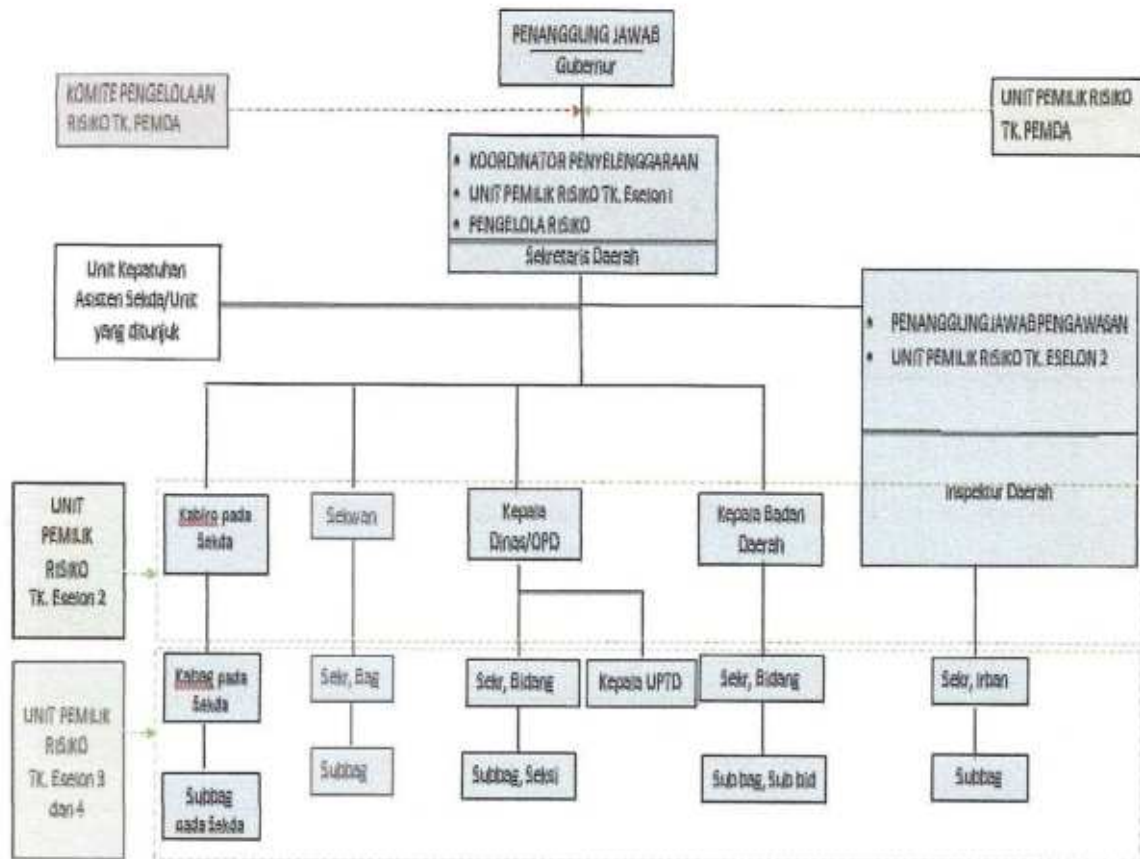 PENANGGUNG JAWAB
Gubernur
KOMITE PENGELOLAAN
RISIKO TK. PEMDA
UNIT PEMILIK RISIKO
TK. PEMDA
• KOORDINATOR PENYELENGGARAAN
• UNIT PEMILIK RISIKO TK. Eselon I
• PENGELOLA RISIKO
Sekretaris Daerah
Unit Kepatuhan
Asisten Sekda/Unit
yang ditunjuk
• PENANGGUNG JAWAB PENGAWASAN
• UNIT PEMILIK RISIKO TK. ESELON 2
Inspektur Daerah
UNIT
PEMILIK
RISIKO
TK. Eselon 2
Kabiro pada
Sekda
Sekwan
Kepala
Dinas/OPD
Kepala Badan
Daerah
UNIT PEMILIK
RISIKO
TK. Eselon 3
dan 4
Kabag pada
Sekda
Sekr, Bag
Sekr, Bidang
Kepala UPTD
Sekr, Bidang
Sekr, Irban
Subbag
pada Sekda
Subbag
Subbag, Seksi
Sub bag, Sub bid
Subbag